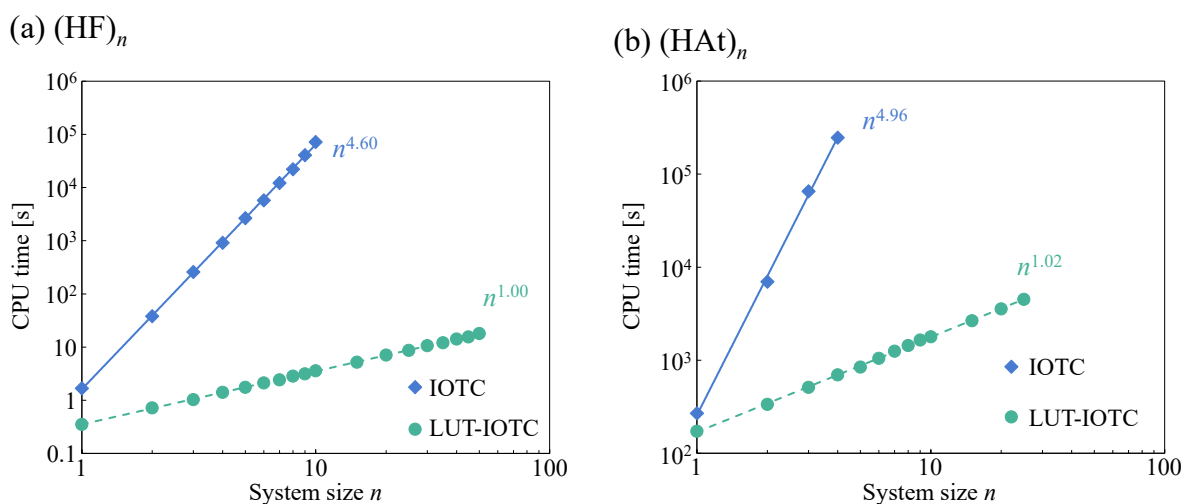 (a) (HF)n
10^6
10^5
10^4
10^3
10^2
10
1
0.1
CPU time [s]
n^4.60
n^1.00
IOTC
LUT-IOTC
1
10
100
System size n
(b) (HAt)n
10^6
10^5
10^4
10^3
10^2
CPU time [s]
n^4.96
n^1.02
IOTC
LUT-IOTC
1
10
100
System size n